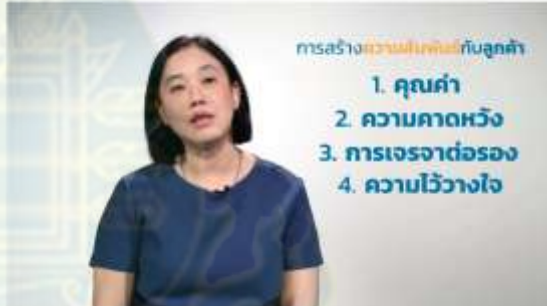 การสร้างความสัมพันธ์กับลูกค้า
1. คุณค่า
2. ความคาดหวัง
3. การเจรจาต่อรอง
4. ความไว้วางใจ